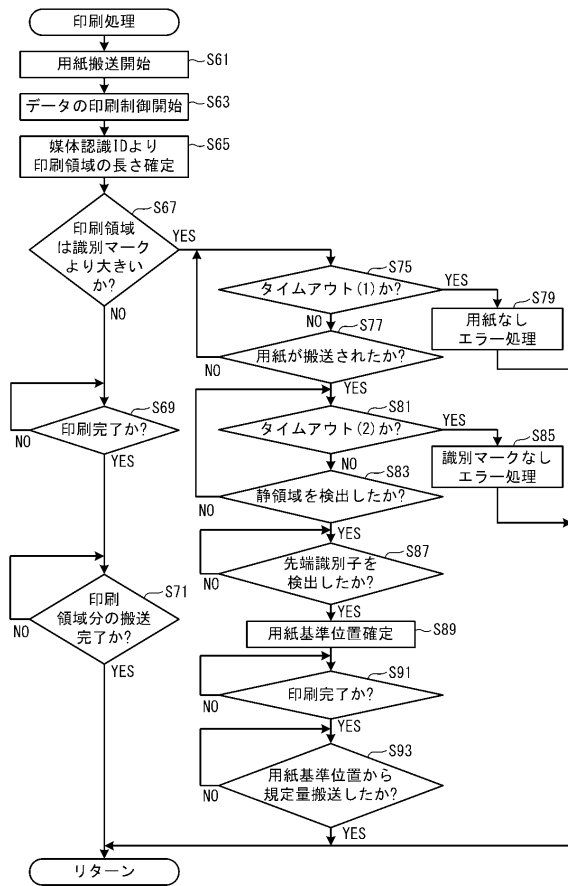 印刷処理
用紙搬送開始
S61
データの印刷制御開始
S63
媒体認識IDより
印刷領域の長さ確定
S65
S67
印刷領域
は識別マーク
より大きい
か?
YES
NO
S69
印刷完了か?
NO
YES
S71
印刷
領域分の搬送
完了か?
NO
YES
S75
タイムアウト(1)か?
YES
NO
S79
用紙なし
エラー処理
S77
用紙が搬送されたか?
NO
YES
S81
タイムアウト(2)か?
YES
NO
S85
識別マークなし
エラー処理
S83
静領域を検出したか?
NO
YES
S87
先端識別子を
検出したか?
NO
YES
用紙基準位置確定
S89
S91
印刷完了か?
NO
YES
S93
用紙基準位置から
規定量搬送したか?
NO
YES
リターン